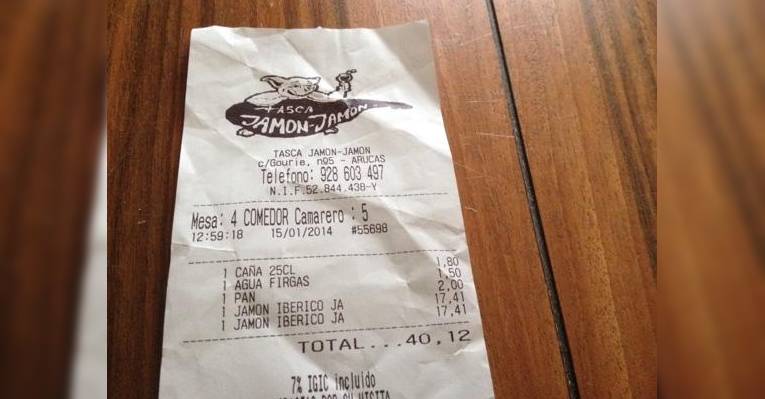 TASCA
JAMON-JAMON
TASCA JAMON-JAMON
c/Gourie, nº5 - ARUCAS
Telefono: 928 603 497
N.I.F.52.844.438-Y
Mesa: 4 COMEDOR Camarero : 5
12:59:18 15/01/2014 #55698
1 CAÑA 25CL 1,80
1 AGUA FIRGAS 1,50
1 PAN 2,00
1 JAMON IBERICO JA 17,41
1 JAMON IBERICO JA 17,41
TOTAL...40,12
7% IGIC incluido
POR SU VISITA